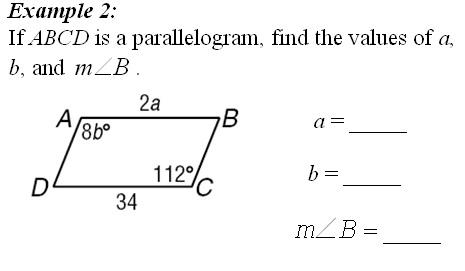 Example 2:
If ABCD is a parallelogram, find the values of a,
b, and m∠B .
2a
A
B
8b°
a = _____
112°
b = _____
D
C
34
m∠B = _____